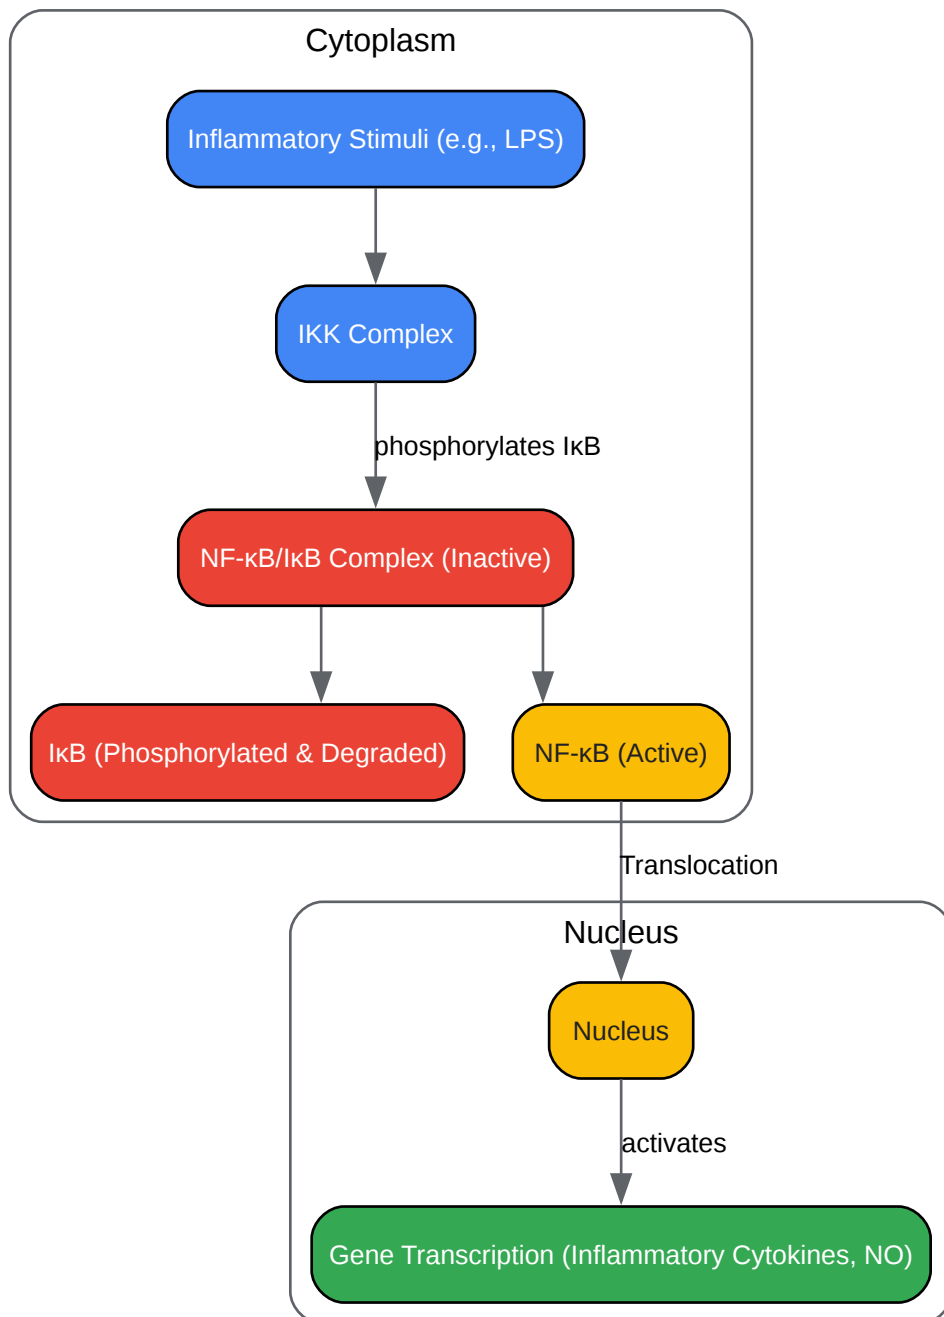 Cytoplasm
Inflammatory Stimuli (e.g., LPS)
IKK Complex
phosphorylates IκB
NF-κB/IκB Complex (Inactive)
IκB (Phosphorylated & Degraded)
NF-κB (Active)
Translocation
Nucleus
Nucleus
activates
Gene Transcription (Inflammatory Cytokines, NO)